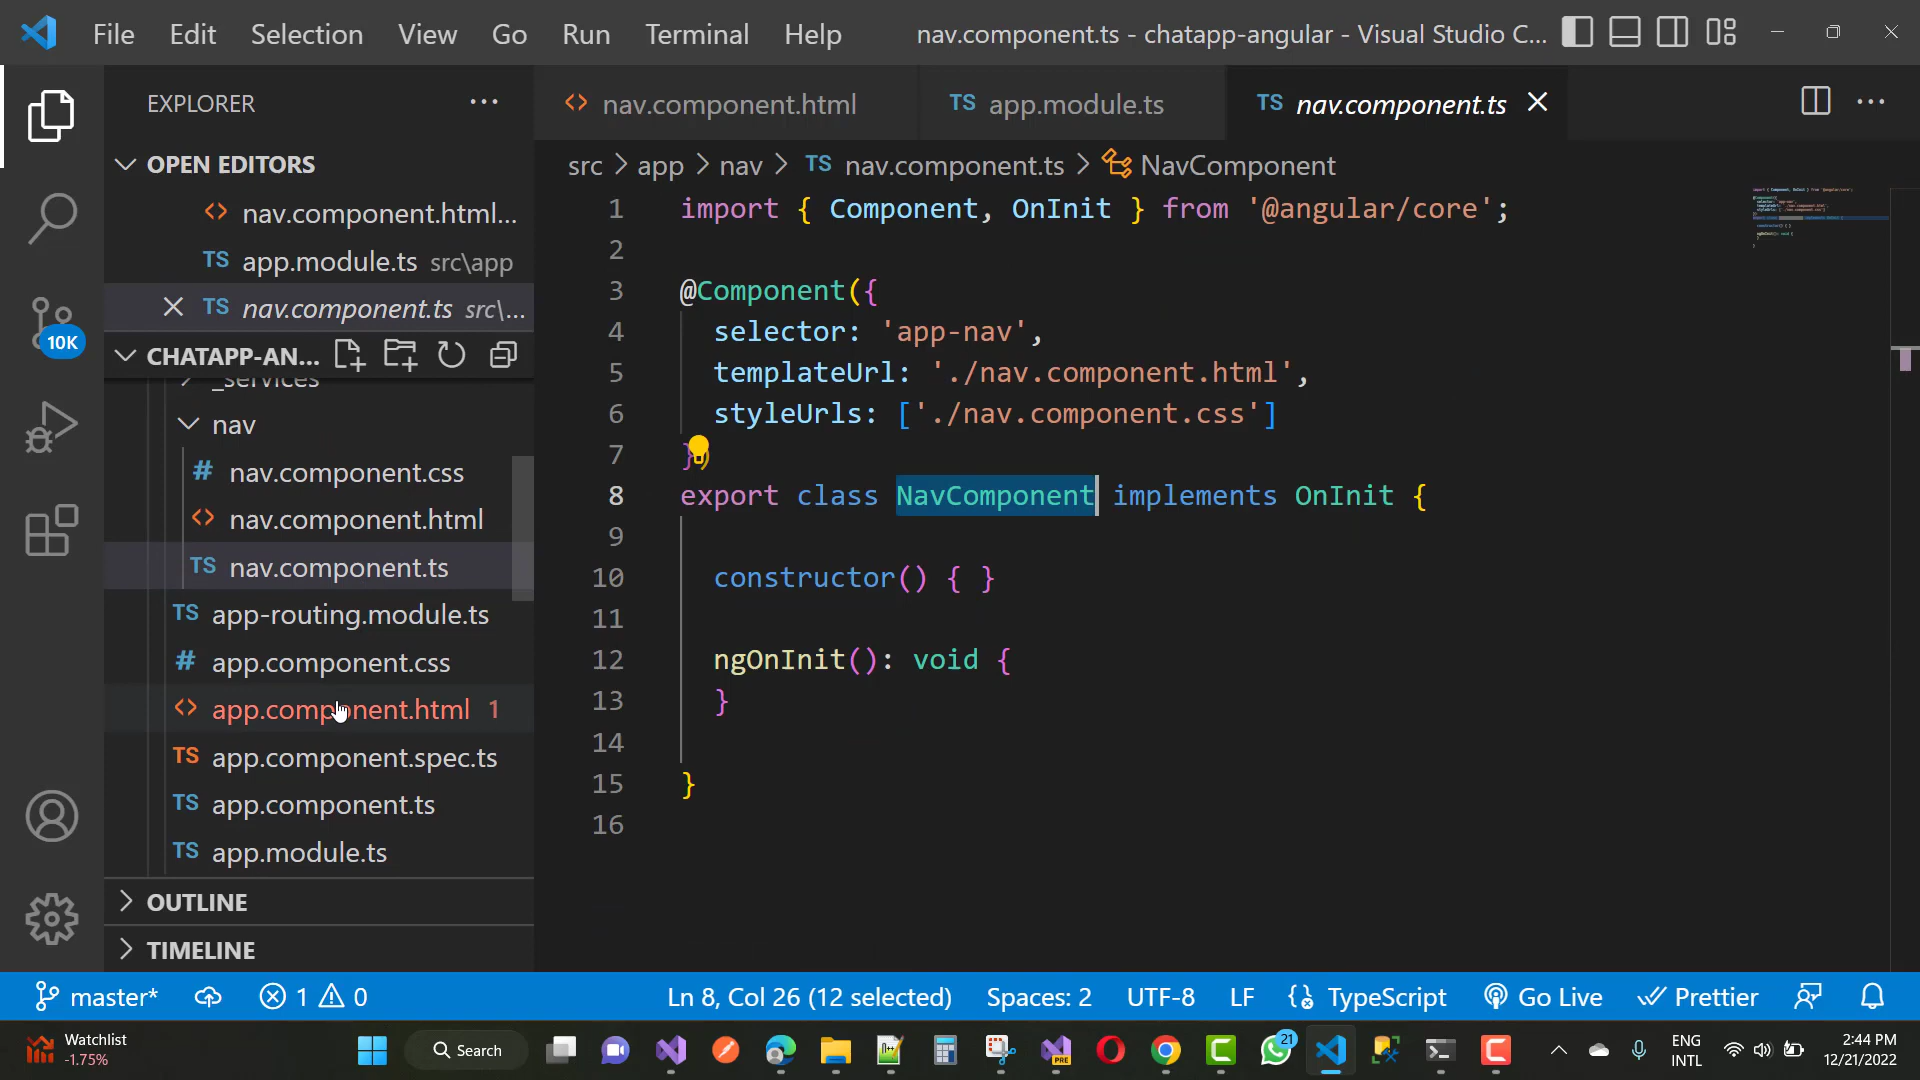 File Edit Selection View Go Run Terminal Help nav.component.ts - chatapp-angular - Visual Studio C...
EXPLORER
nav.component.html
TS app.module.ts
TS nav.component.ts
OPEN EDITORS
nav.component.html...
TS app.module.ts src\app
TS nav.component.ts src\...
10K
CHATAPP-AN...
_services
nav
# nav.component.css
nav.component.html
TS nav.component.ts
TS app-routing.module.ts
# app.component.css
app.component.html 1
TS app.component.spec.ts
TS app.component.ts
TS app.module.ts
OUTLINE
TIMELINE
src > app > nav > TS nav.component.ts > NavComponent
1 import { Component, OnInit } from '@angular/core';
2
3 @Component({
4 selector: 'app-nav',
5 templateUrl: './nav.component.html',
6 styleUrls: ['./nav.component.css']
7 })
8 export class NavComponent implements OnInit {
9
10 constructor() { }
11
12 ngOnInit(): void {
13 }
14
15 }
16
master* 1 0 Ln 8, Col 26 (12 selected) Spaces: 2 UTF-8 LF TypeScript Go Live Prettier
Watchlist
-1.75%
Search
PRE
21
ENG
INTL
2:44 PM
12/21/2022